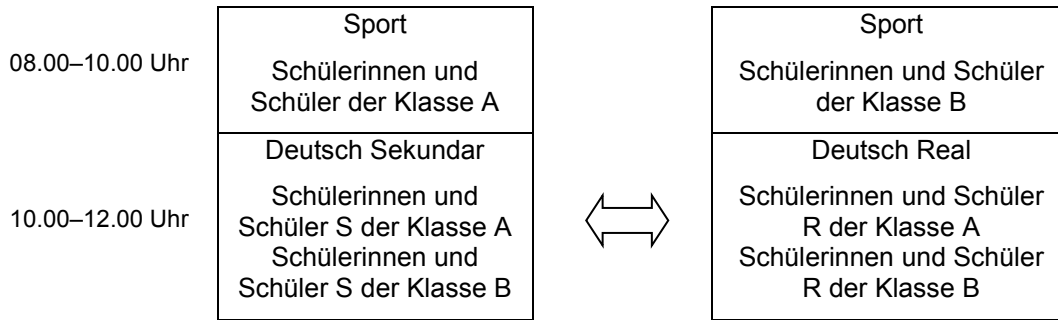 08.00–10.00 Uhr
Sport
Schülerinnen und
Schüler der Klasse A
Sport
Schülerinnen und Schüler
der Klasse B
10.00–12.00 Uhr
Deutsch Sekundar
Schülerinnen und
Schüler S der Klasse A
Schülerinnen und
Schüler S der Klasse B
Deutsch Real
Schülerinnen und Schüler
R der Klasse A
Schülerinnen und Schüler
R der Klasse B